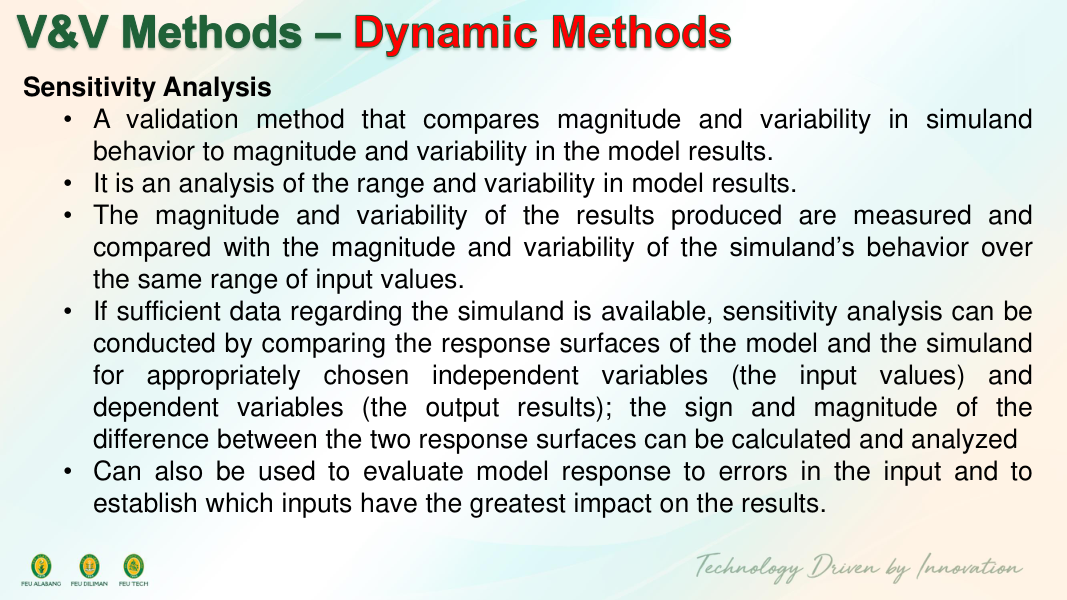 V&V Methods – Dynamic Methods
Sensitivity Analysis
• A validation method that compares magnitude and variability in simuland
behavior to magnitude and variability in the model results.
• It is an analysis of the range and variability in model results.
• The magnitude and variability of the results produced are measured and
compared with the magnitude and variability of the simuland’s behavior over
the same range of input values.
• If sufficient data regarding the simuland is available, sensitivity analysis can be
conducted by comparing the response surfaces of the model and the simuland
for appropriately chosen independent variables (the input values) and
dependent variables (the output results); the sign and magnitude of the
difference between the two response surfaces can be calculated and analyzed
• Can also be used to evaluate model response to errors in the input and to
establish which inputs have the greatest impact on the results.
FEU ALABANG FEU DILIMAN FEU TECH
Technology Driven by Innovation